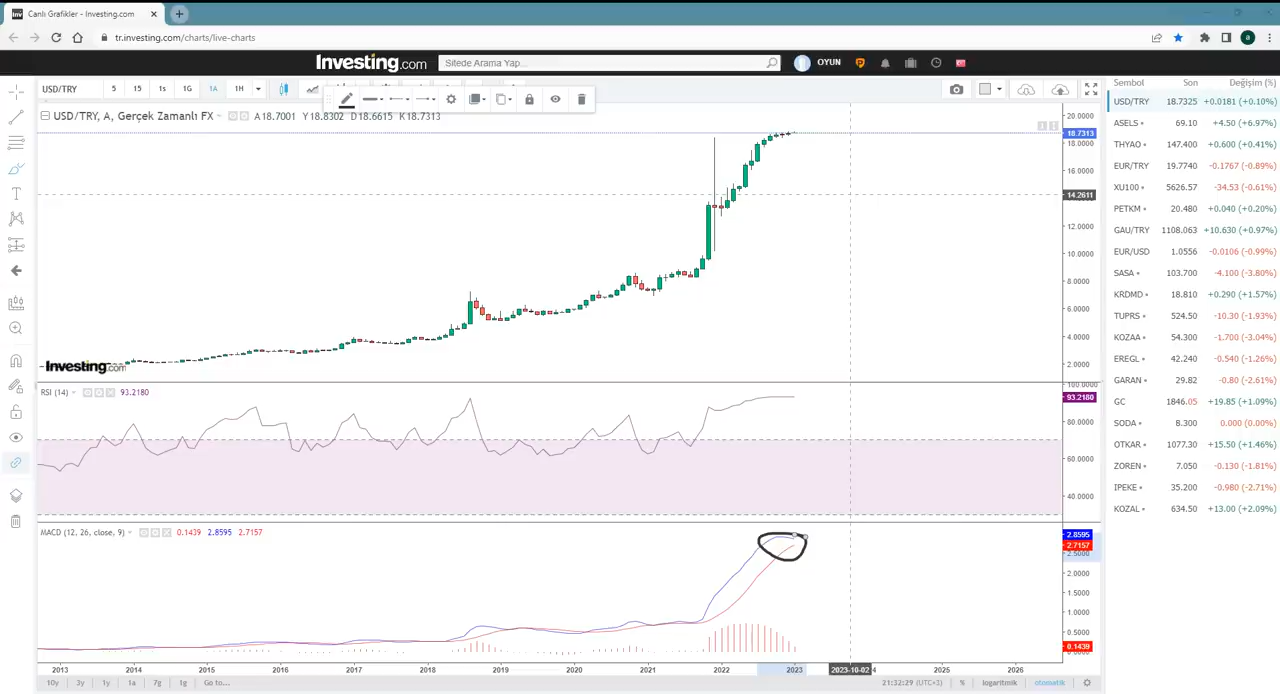 Canlı Grafikler - Investing.com
tr.investing.com/charts/live-charts
Investing.com
Sitede Arama Yap...
OYUN
USD/TRY 5 15 1s 1G 1A 1H
USD/TRY, A, Gerçek Zamanlı FX A18.7001 Y18.8302 D18.6615 K18.7313
20.0000
18.7313
18.0000
16.0000
14.2611
12.0000
10.0000
8.0000
6.0000
4.0000
2.0000
Investing.com
RSI (14) 93.2180
100.0000
93.2180
80.0000
60.0000
40.0000
MACD (12, 26, close, 9) 0.1439 2.8595 2.7157
2.8595
2.7157
2.5000
2.0000
1.5000
1.0000
0.5000
0.1439
2013 2014 2015 2016 2017 2018 2019 2020 2021 2022 2023 2023-10-02 4 2025 2026
10y 3y 1y 1a 7g 1g Go to...
21:32:29 (UTC+3) % logaritmik otomatik
Sembol Son Değişim (%)
USD/TRY 18.7325 +0.0181 (+0.10%)
ASELS 69.10 +4.50 (+6.97%)
THYAO 147.400 +0.600 (+0.41%)
EUR/TRY 19.7740 -0.1767 (-0.89%)
XU100 5626.57 -34.53 (-0.61%)
PETKM 20.480 +0.040 (+0.20%)
GAU/TRY 1108.063 +10.630 (+0.97%)
EUR/USD 1.0556 -0.0106 (-0.99%)
SASA 103.700 -4.100 (-3.80%)
KRDMD 18.810 +0.290 (+1.57%)
TUPRS 524.50 -10.30 (-1.93%)
KOZAA 54.300 -1.700 (-3.04%)
EREGL 42.240 -0.540 (-1.26%)
GARAN 29.82 -0.80 (-2.61%)
GC 1846.05 +19.85 (+1.09%)
SODA 8.300 0.000 (0.00%)
OTKAR 1077.30 +15.50 (+1.46%)
ZOREN 7.050 -0.130 (-1.81%)
IPEKE 35.200 -0.980 (-2.71%)
KOZAL 634.50 +13.00 (+2.09%)